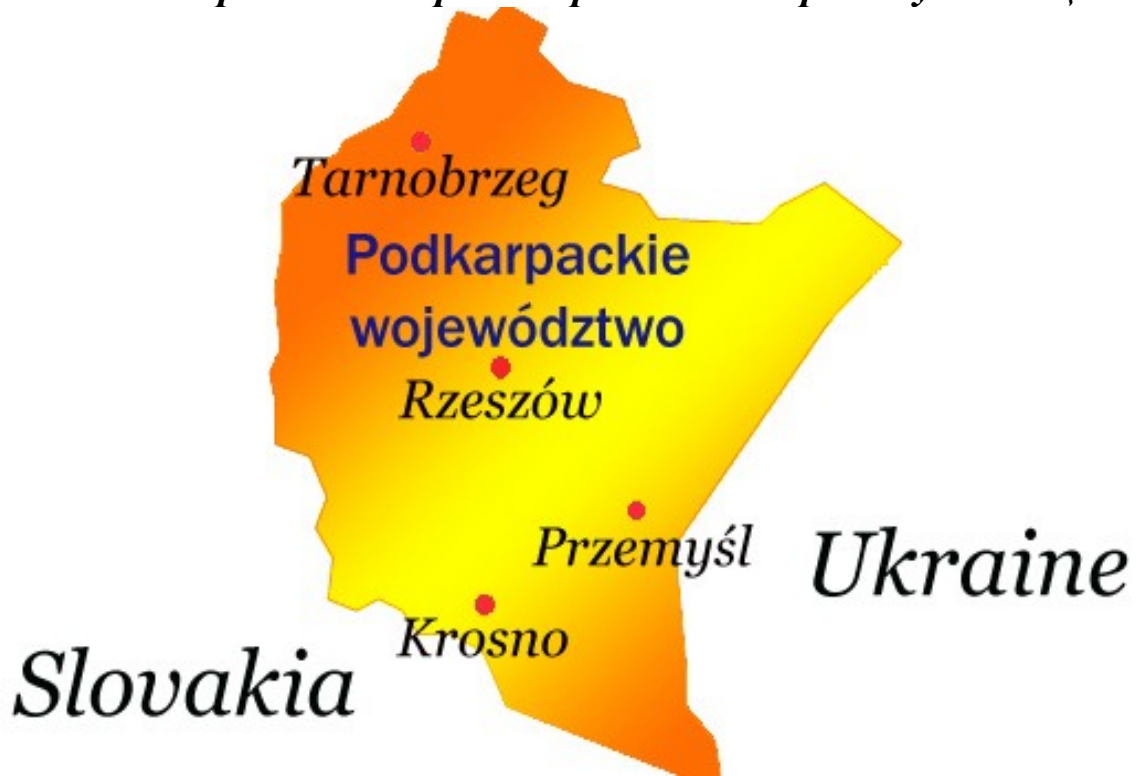 Tarnobrzeg
Podkarpackie
województwo
Rzeszów
Przemyśl
Ukraine
Krosno
Slovakia